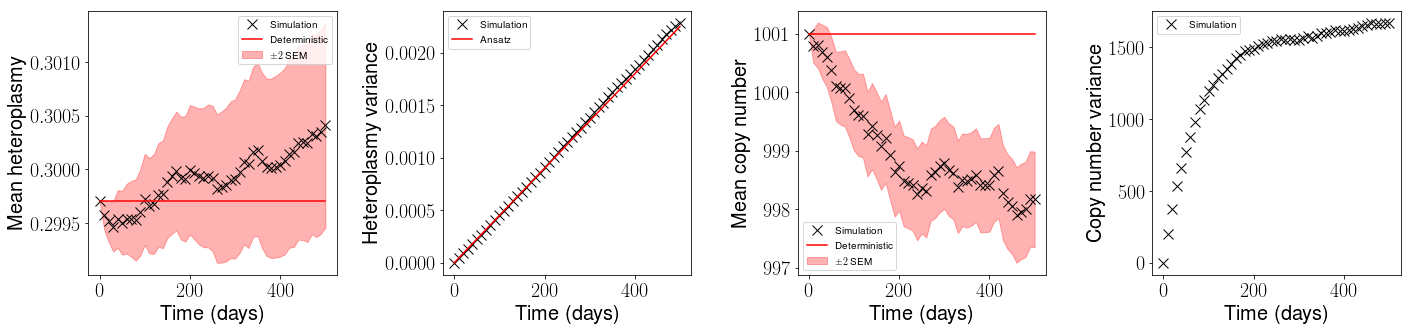 Mean heteroplasmy
0.3010
0.3005
0.3000
0.2995
Simulation
Deterministic
±2 SEM
0
200
400
Time (days)
Heteroplasmy variance
0.0020
0.0015
0.0010
0.0005
0.0000
Simulation
Ansatz
0
200
400
Time (days)
Mean copy number
1001
1000
999
998
997
Simulation
Deterministic
±2 SEM
0
200
400
Time (days)
Copy number variance
1500
1000
500
0
Simulation
0
200
400
Time (days)